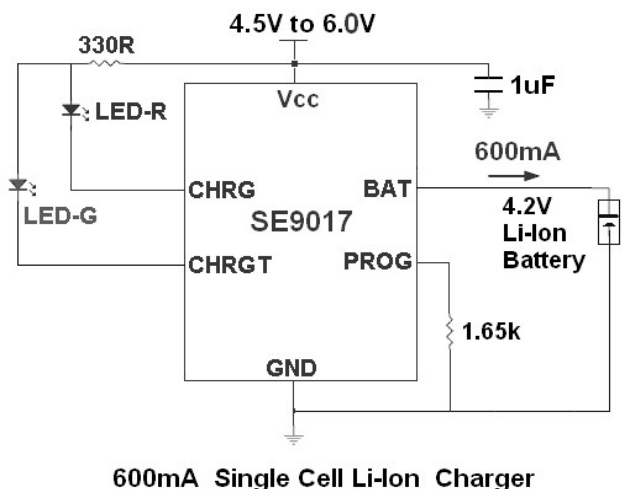 4.5V to 6.0V
330R
1uF
Vcc
LED-R
600mA
CHRG
BAT
LED-G
SE9017
4.2V
Li-Ion
Battery
CHRGT
PROG
1.65k
GND
600mA Single Cell Li-Ion Charger